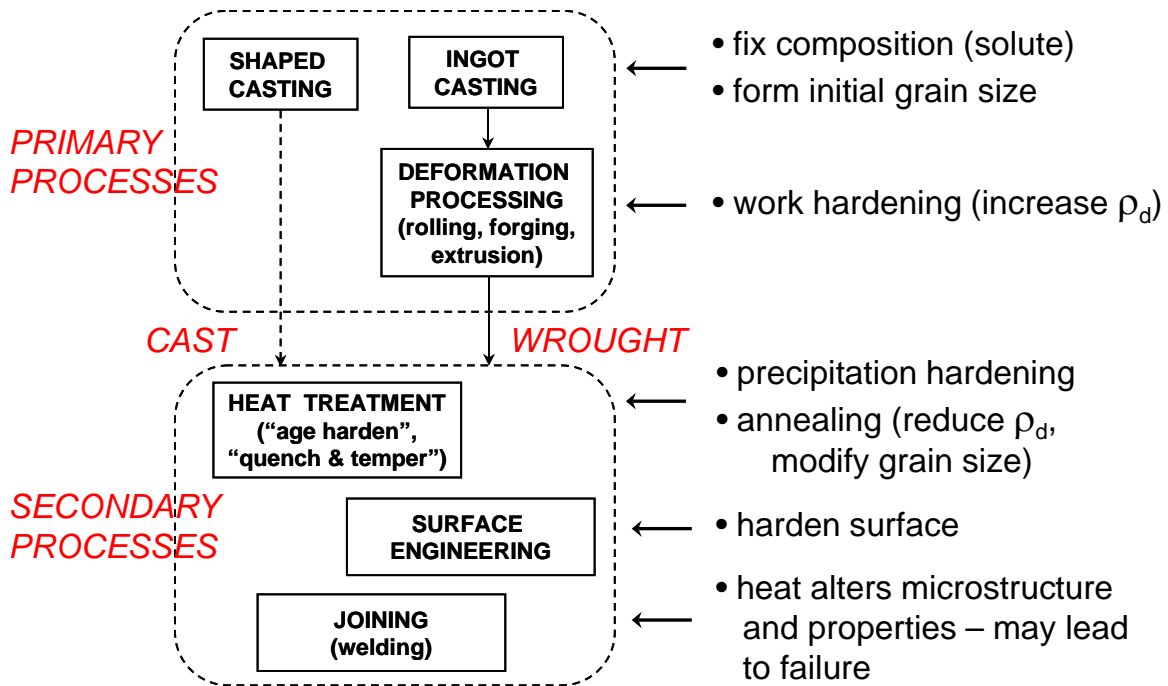 SHAPED
CASTING
INGOT
CASTING
• fix composition (solute)
• form initial grain size
PRIMARY
PROCESSES
DEFORMATION
PROCESSING
(rolling, forging,
extrusion)
• work hardening (increase ρd)
CAST
WROUGHT
HEAT TREATMENT
(“age harden”,
“quench & temper”)
• precipitation hardening
• annealing (reduce ρd,
modify grain size)
SECONDARY
PROCESSES
SURFACE
ENGINEERING
• harden surface
JOINING
(welding)
• heat alters microstructure
and properties – may lead
to failure